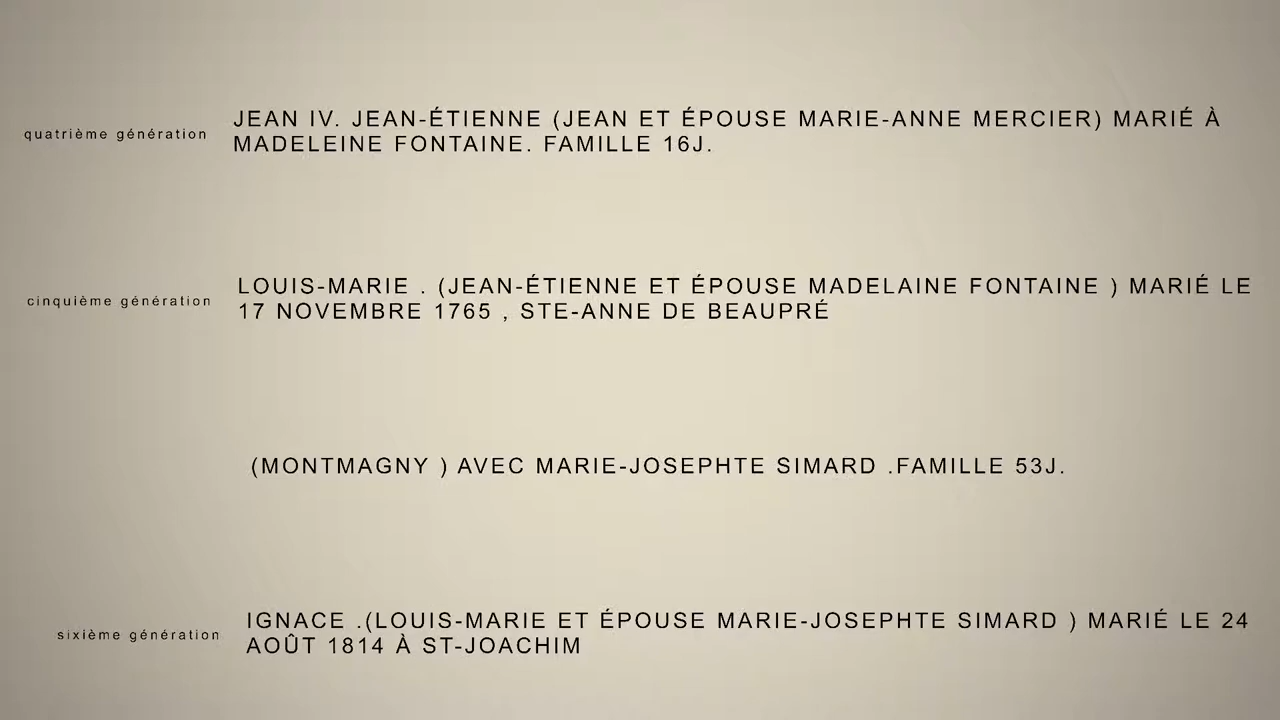 quatrième génération
JEAN IV. JEAN-ÉTIENNE (JEAN ET ÉPOUSE MARIE-ANNE MERCIER) MARIÉ À
MADELEINE FONTAINE. FAMILLE 16J.
cinquième génération
LOUIS-MARIE . (JEAN-ÉTIENNE ET ÉPOUSE MADELAINE FONTAINE ) MARIÉ LE
17 NOVEMBRE 1765 , STE-ANNE DE BEAUPRÉ
(MONTMAGNY ) AVEC MARIE-JOSEPHTE SIMARD .FAMILLE 53J.
sixième génération
IGNACE .(LOUIS-MARIE ET ÉPOUSE MARIE-JOSEPHTE SIMARD ) MARIÉ LE 24
AOÛT 1814 À ST-JOACHIM